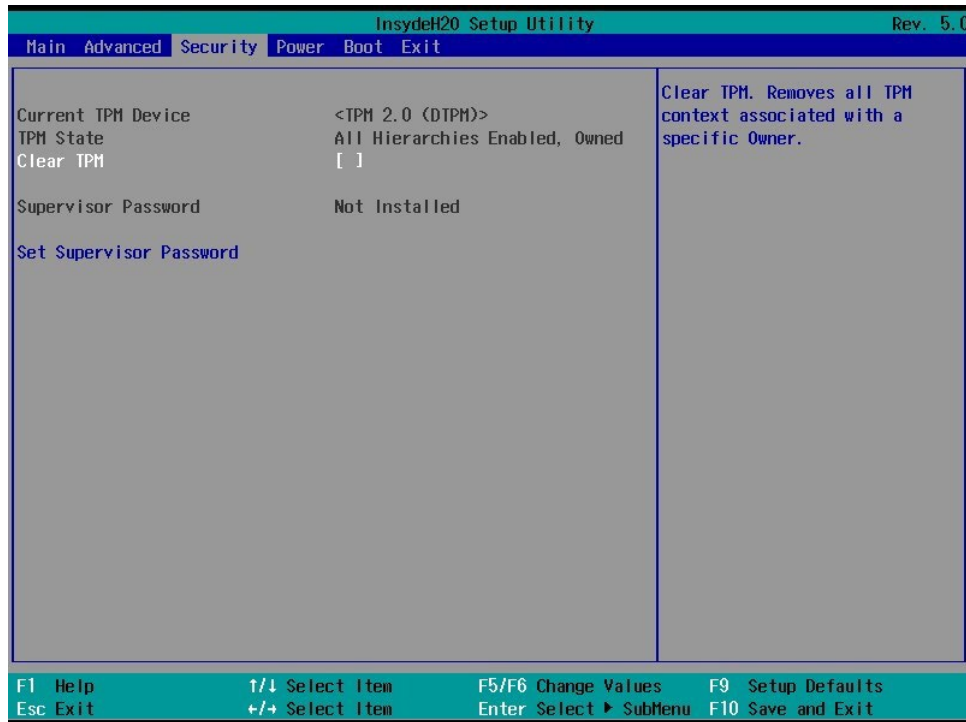 InsydeH20 Setup Utility Rev. 5.0
Main Advanced Security Power Boot Exit
Current TPM Device <TPM 2.0 (DTPM)>
TPM State All Hierarchies Enabled, Owned
Clear TPM [ ]
Supervisor Password Not Installed
Set Supervisor Password
Clear TPM. Removes all TPM
context associated with a
specific Owner.
F1 Help ↑/↓ Select Item F5/F6 Change Values F9 Setup Defaults
Esc Exit ←/→ Select Item Enter Select ▶ SubMenu F10 Save and Exit